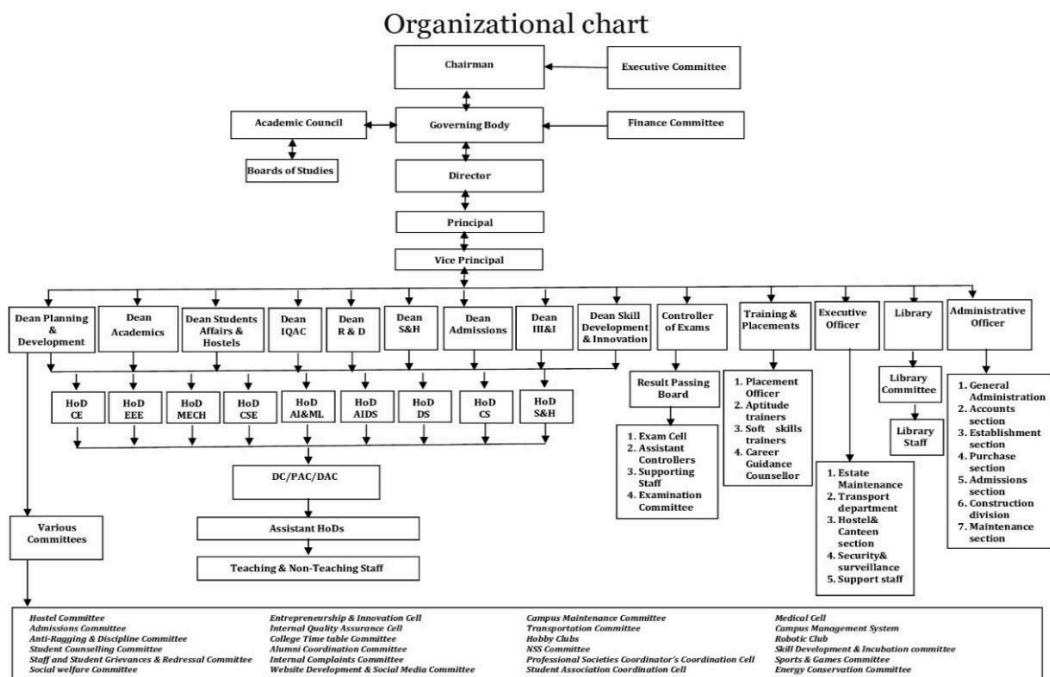 Organizational chart
Chairman
Executive Committee
Academic Council
Governing Body
Finance Committee
Boards of Studies
Director
Principal
Vice Principal
Dean Planning
&
Development
Dean
Academics
Dean Students
Affairs &
Hostels
Dean
IQAC
Dean
R & D
Dean
S&H
Dean
Admissions
Dean
III&I
Dean Skill
Development
& Innovation
Controller
of Exams
Training &
Placements
Executive
Officer
Library
Administrative
Officer
HoD
CE
HoD
EEE
HoD
MECH
HoD
CSE
HoD
AI&ML
HoD
AIDS
HoD
DS
HoD
CS
HoD
S&H
Result Passing
Board
1. Placement
Officer
2. Aptitude
trainers
3. Soft skills
trainers
4. Career
Guidance
Counsellor
Library
Committee
Library
Staff
1. General
Administration
2. Accounts
section
3. Establishment
section
4. Purchase
section
5. Admissions
section
6. Construction
division
7. Maintenance
section
1. Exam Cell
2. Assistant
Controllers
3. Supporting
Staff
4. Examination
Committee
1. Estate
Maintenance
2. Transport
department
3. Hostel&
Canteen
section
4. Security&
surveillance
5. Support staff
DC/PAC/DAC
Various
Committees
Assistant HoDs
Teaching & Non-Teaching Staff
Hostel Committee
Admissions Committee
Anti-Ragging & Discipline Committee
Student Counselling Committee
Staff and Student Grievances & Redressal Committee
Social welfare Committee
Entrepreneurship & Innovation Cell
Internal Quality Assurance Cell
College Time table Committee
Alumni Coordination Committee
Internal Complaints Committee
Website Development & Social Media Committee
Campus Maintenance Committee
Transportation Committee
Hobby Clubs
NSS Committee
Professional Societies Coordinator's Coordination Cell
Student Association Coordination Cell
Medical Cell
Campus Management System
Robotic Club
Skill Development & Incubation committee
Sports & Games Committee
Energy Conservation Committee